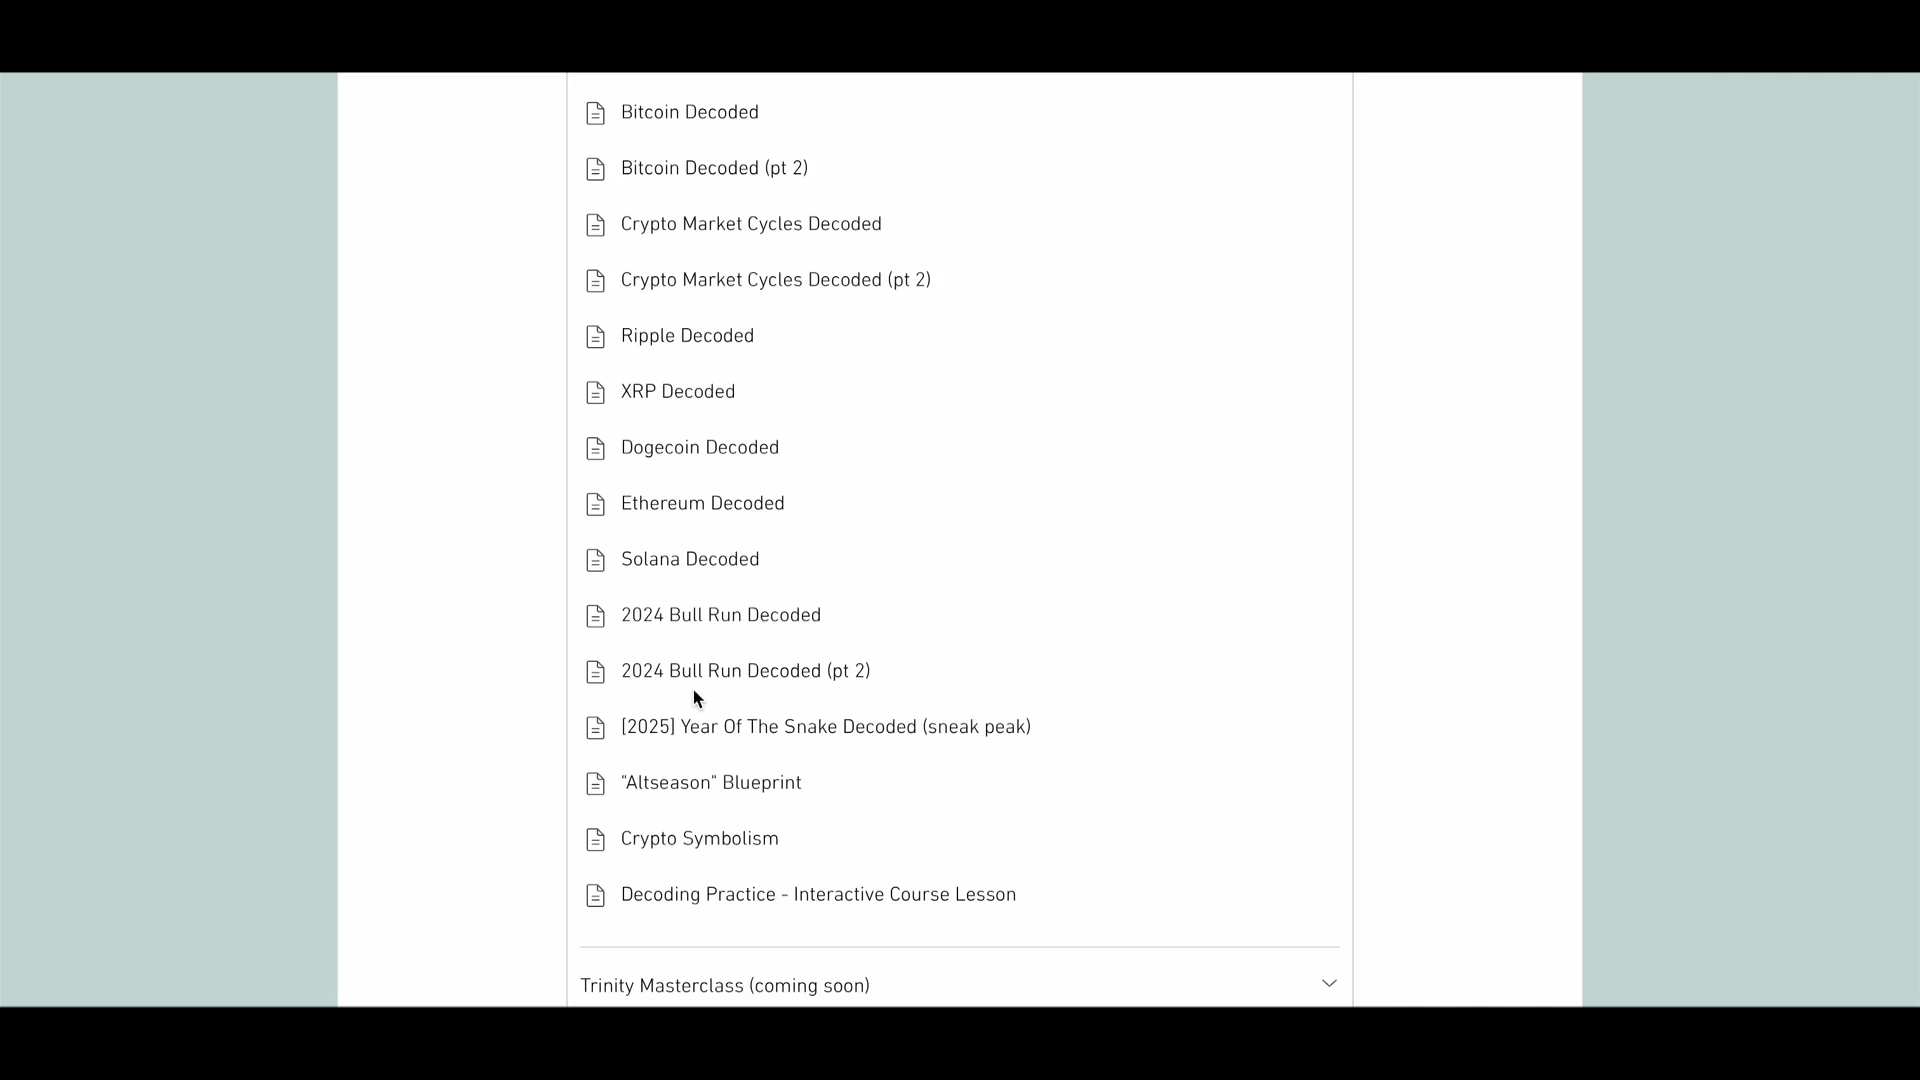 Bitcoin Decoded
Bitcoin Decoded (pt 2)
Crypto Market Cycles Decoded
Crypto Market Cycles Decoded (pt 2)
Ripple Decoded
XRP Decoded
Dogecoin Decoded
Ethereum Decoded
Solana Decoded
2024 Bull Run Decoded
2024 Bull Run Decoded (pt 2)
[2025] Year Of The Snake Decoded (sneak peak)
"Altseason" Blueprint
Crypto Symbolism
Decoding Practice - Interactive Course Lesson
Trinity Masterclass (coming soon)